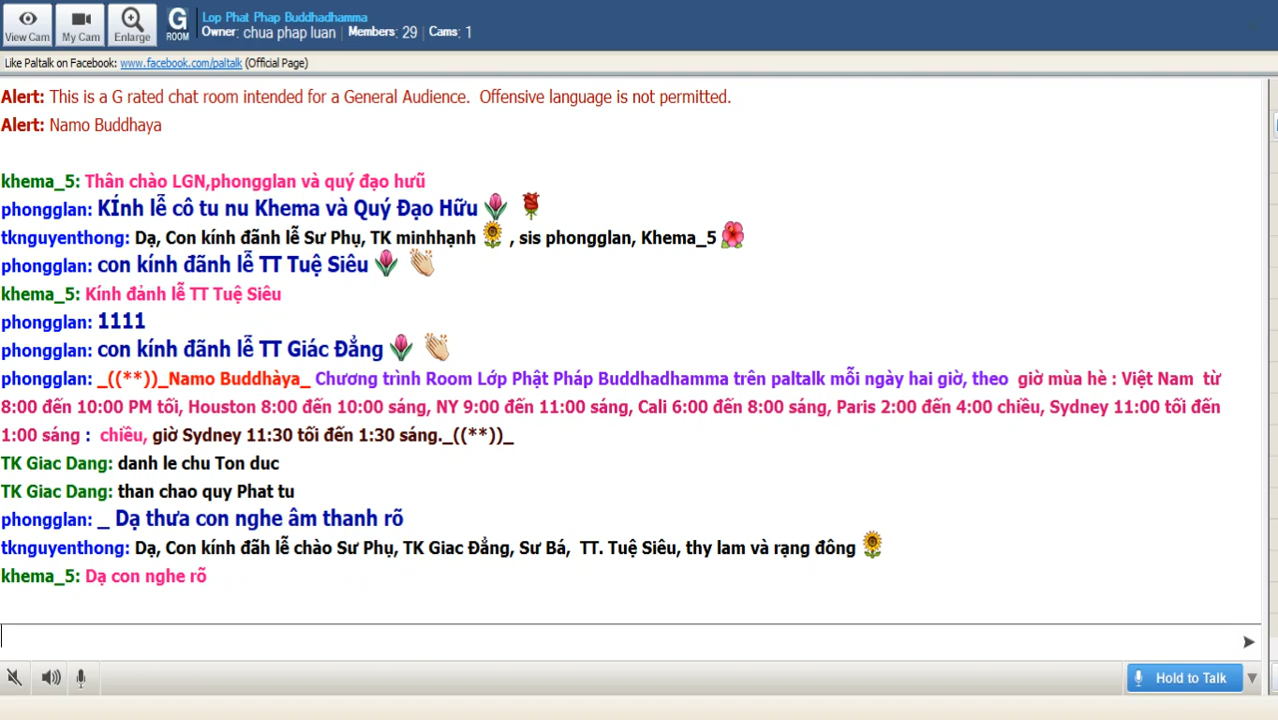 Lop Phat Phap Buddhadhamma
View Cam
My Cam
Enlarge
G
ROOM
Owner: chua phap luan | Members: 29 | Cams: 1
Like Paltalk on Facebook: www.facebook.com/paltalk (Official Page)
Alert: This is a G rated chat room intended for a General Audience.  Offensive language is not permitted.
Alert: Namo Buddhaya
khema_5: Thân chào LGN,phongglan và quý đạo hưũ
phongglan: KÍnh lễ cô tu nu Khema và Quý Đạo Hữu
tknguyenthong: Dạ, Con kính đãnh lễ Sư Phụ, TK minhhạnh , sis phongglan, Khema_5
phongglan: con kính đãnh lễ TT Tuệ Siêu
khema_5: Kính đảnh lễ TT Tuệ Siêu
phongglan: 1111
phongglan: con kính đãnh lễ TT Giác Đẳng
phongglan: _((**))_Namo Buddhàya_ Chương trình Room Lớp Phật Pháp Buddhadhamma trên paltalk mỗi ngày hai giờ, theo  giờ mùa hè : Việt Nam  từ
8:00 đến 10:00 PM tối, Houston 8:00 đến 10:00 sáng, NY 9:00 đến 11:00 sáng, Cali 6:00 đến 8:00 sáng, Paris 2:00 đến 4:00 chiều, Sydney 11:00 tối đến
1:00 sáng :  chiều, giờ Sydney 11:30 tối đến 1:30 sáng._((**))_
TK Giac Dang: danh le chu Ton duc
TK Giac Dang: than chao quy Phat tu
phongglan: _ Dạ thưa con nghe âm thanh rõ
tknguyenthong: Dạ, Con kính đãh lễ chào Sư Phụ, TK Giac Đẳng, Sư Bá,  TT. Tuệ Siêu, thy lam và rạng đông
khema_5: Dạ con nghe rõ
Hold to Talk